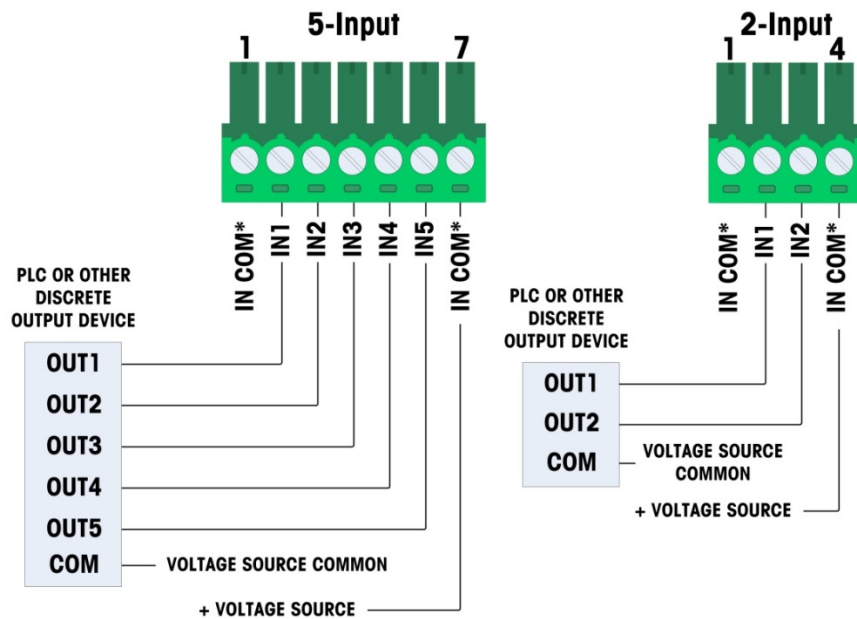 5-Input
1
7
IN COM*
IN1
IN2
IN3
IN4
IN5
IN COM*
PLC OR OTHER
DISCRETE
OUTPUT DEVICE
OUT1
OUT2
OUT3
OUT4
OUT5
COM
VOLTAGE SOURCE COMMON
+ VOLTAGE SOURCE
2-Input
1
4
IN COM*
IN1
IN2
IN COM*
PLC OR OTHER
DISCRETE
OUTPUT DEVICE
OUT1
OUT2
COM
VOLTAGE SOURCE
COMMON
+ VOLTAGE SOURCE